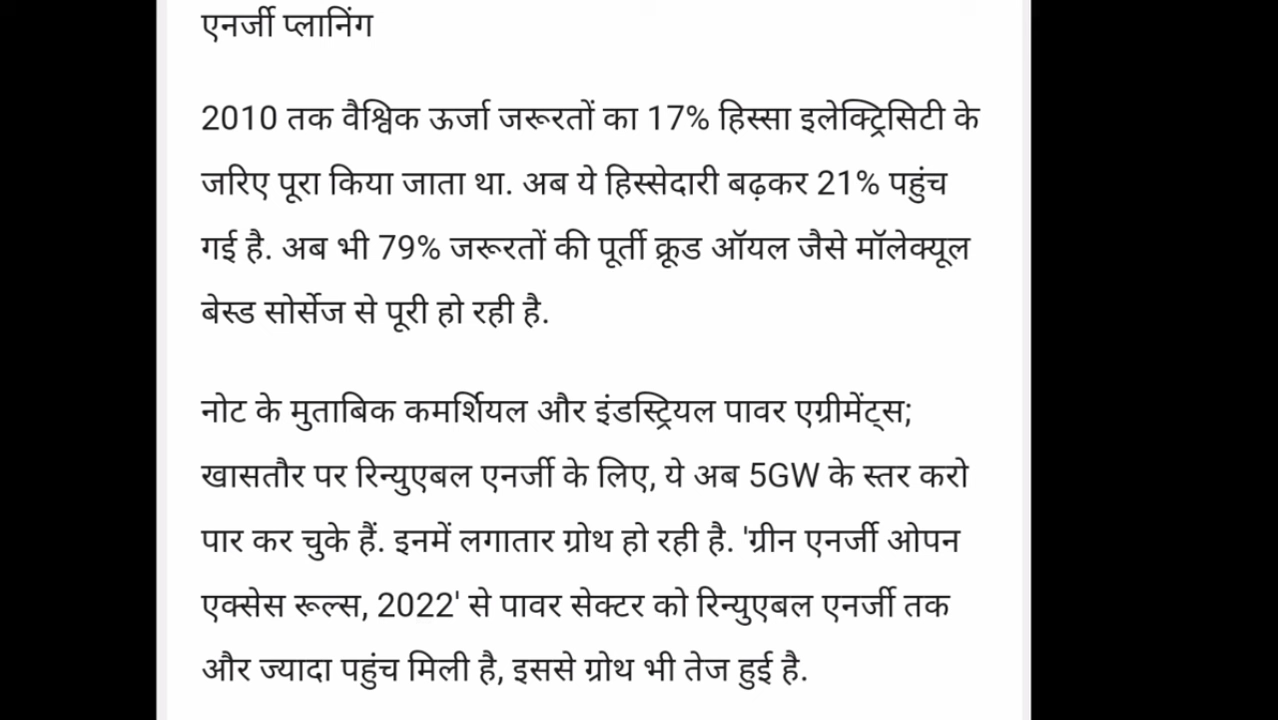 एनर्जी प्लानिंग
2010 तक वैश्विक ऊर्जा जरूरतों का 17% हिस्सा इलेक्ट्रिसिटी के
जरिए पूरा किया जाता था. अब ये हिस्सेदारी बढ़कर 21% पहुंच
गई है. अब भी 79% जरूरतों की पूर्ती क्रूड ऑयल जैसे मॉलेक्यूल
बेस्ड सोर्सेज से पूरी हो रही है.
नोट के मुताबिक कमर्शियल और इंडस्ट्रियल पावर एग्रीमेंट्स;
खासतौर पर रिन्युएबल एनर्जी के लिए, ये अब 5GW के स्तर करो
पार कर चुके हैं. इनमें लगातार ग्रोथ हो रही है. 'ग्रीन एनर्जी ओपन
एक्सेस रूल्स, 2022' से पावर सेक्टर को रिन्युएबल एनर्जी तक
और ज्यादा पहुंच मिली है, इससे ग्रोथ भी तेज हुई है.